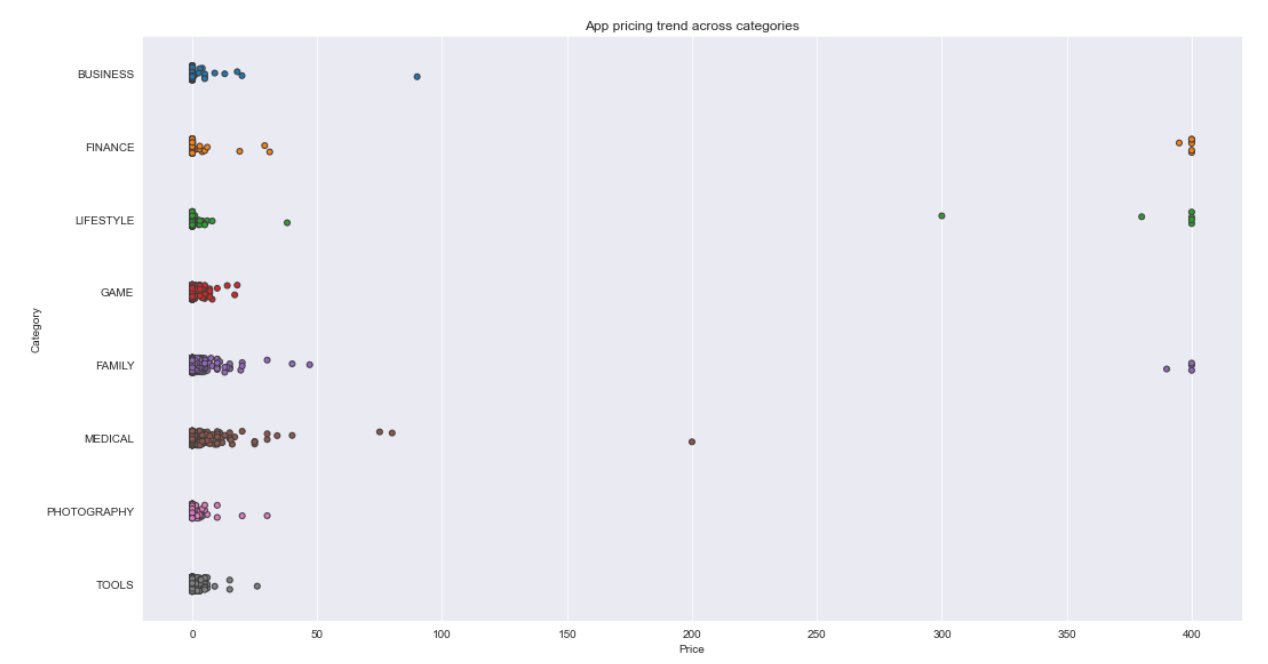 App pricing trend across categories
Category
BUSINESS
FINANCE
LIFESTYLE
GAME
FAMILY
MEDICAL
PHOTOGRAPHY
TOOLS
0 50 100 150 200 250 300 350 400
Price